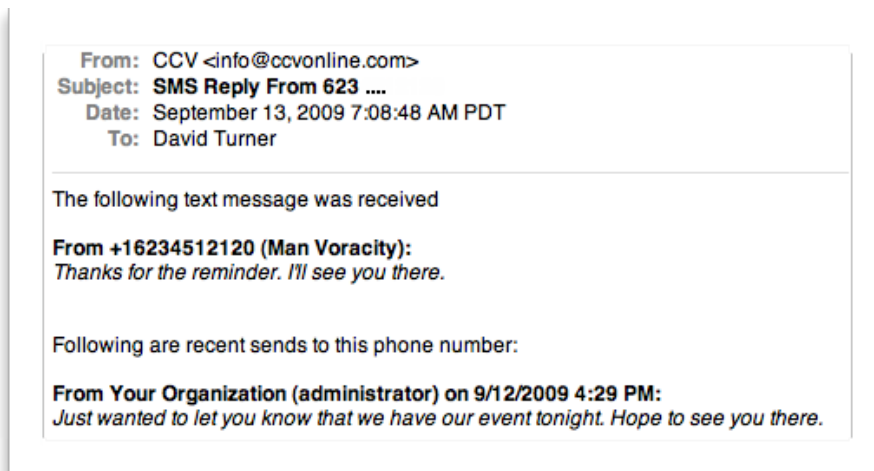 From: CCV <info@ccvonline.com>
Subject: SMS Reply From 623 ....
Date: September 13, 2009 7:08:48 AM PDT
To: David Turner
The following text message was received
From +16234512120 (Man Voracity):
Thanks for the reminder. I'll see you there.
Following are recent sends to this phone number:
From Your Organization (administrator) on 9/12/2009 4:29 PM:
Just wanted to let you know that we have our event tonight. Hope to see you there.